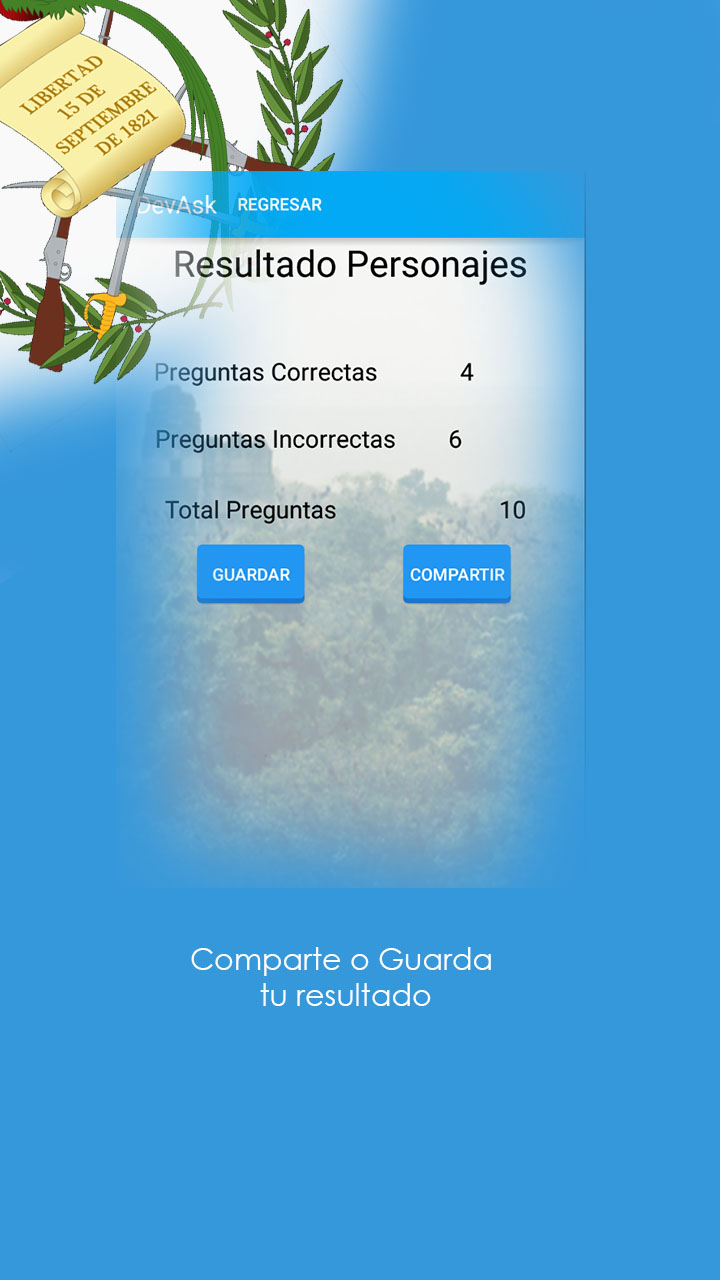 LIBERTAD
15 DE
SEPTIEMBRE
DE 1821
DevAsk REGRESAR
Resultado Personajes
Preguntas Correctas 4
Preguntas Incorrectas 6
Total Preguntas 10
GUARDAR COMPARTIR
Comparte o Guarda
tu resultado